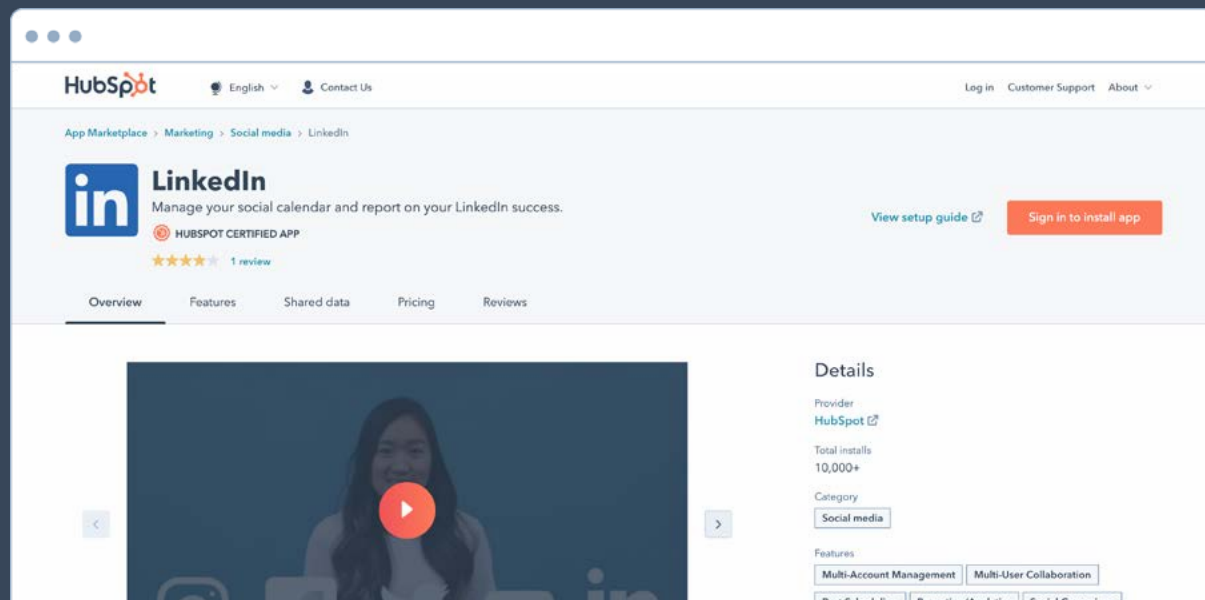 HubSpot
English
Contact Us
Log in
Customer Support
About
App Marketplace > Marketing > Social media > LinkedIn
in
LinkedIn
Manage your social calendar and report on your LinkedIn success.
HUBSPOT CERTIFIED APP
1 review
View setup guide
Sign in to install app
Overview
Features
Shared data
Pricing
Reviews
Details
Provider
HubSpot
Total installs
10,000+
Category
Social media
Features
Multi-Account Management
Multi-User Collaboration
in